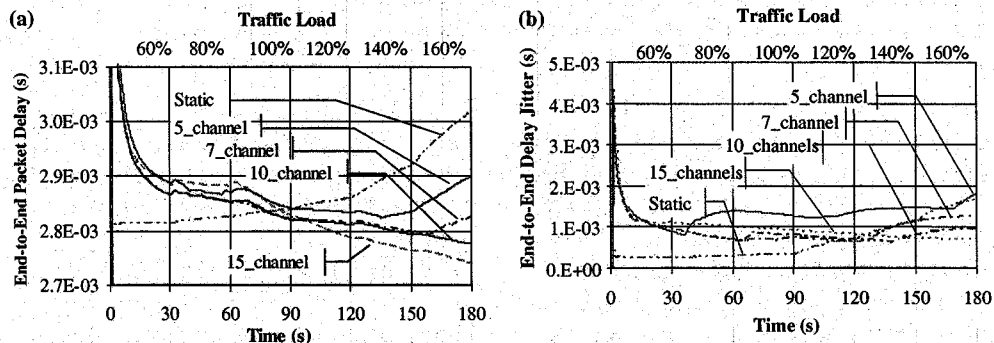 (a)
Traffic Load
60% 80% 100% 120% 140% 160%
End-to-End Packet Delay (s)
3.1E-03
3.0E-03
2.9E-03
2.8E-03
2.7E-03
Static
5_channel
7_channel
10_channel
15_channel
0 30 60 90 120 150 180
Time (s)
(b)
Traffic Load
60% 80% 100% 120% 140% 160%
End-to-End Delay Jitter (s)
5.E-03
4.E-03
3.E-03
2.E-03
1.E-03
0.E+00
5_channel
7_channel
10_channels
15_channels
Static
0 30 60 90 120 150 180
Time (s)